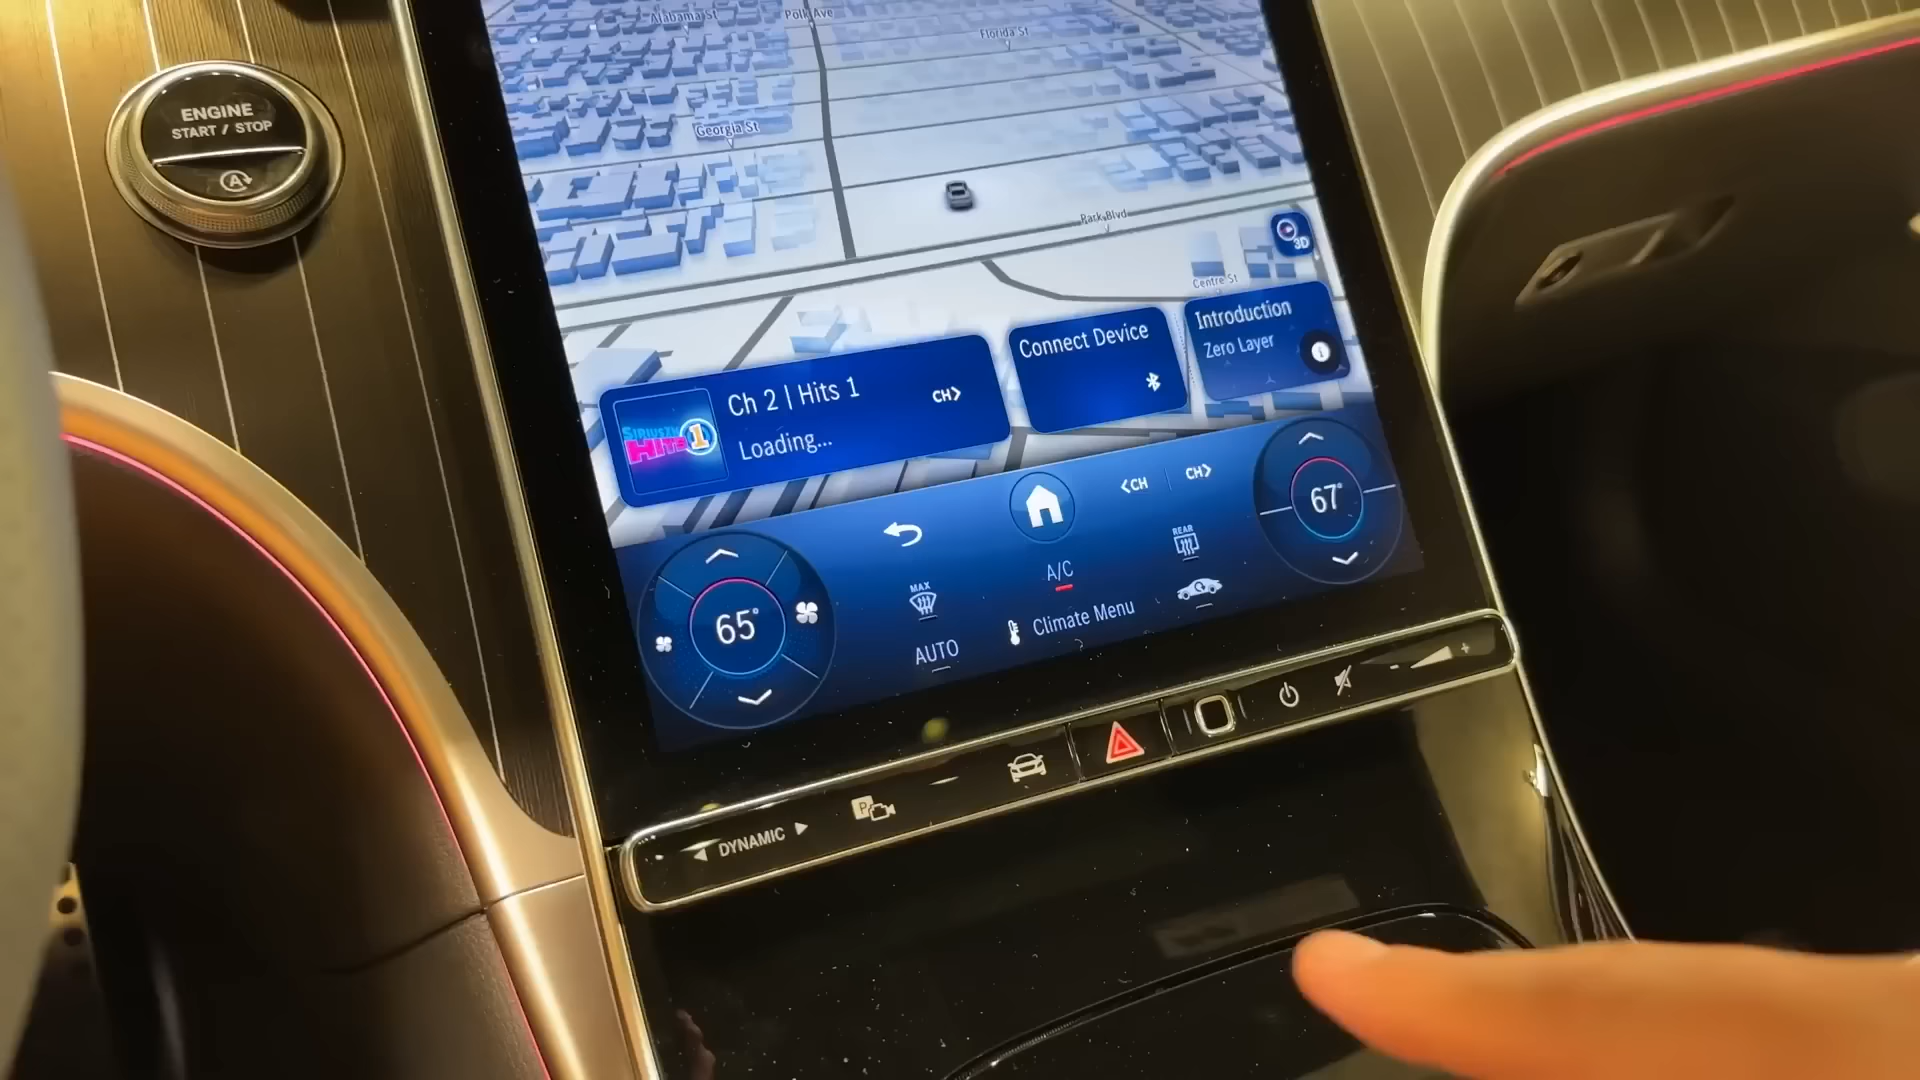 Alabama St
Polk Ave
Florida St
ENGINE
START / STOP
A
Georgia St
Park Blvd
3D
Centre St
Introduction
Zero Layer
Connect Device
Ch 2 | Hits 1
CH
Loading...
SIRIUSXM
HITS 1
CH
CH
67°
REAR
A/C
MAX
65°
Climate Menu
AUTO
DYNAMIC
P
- +